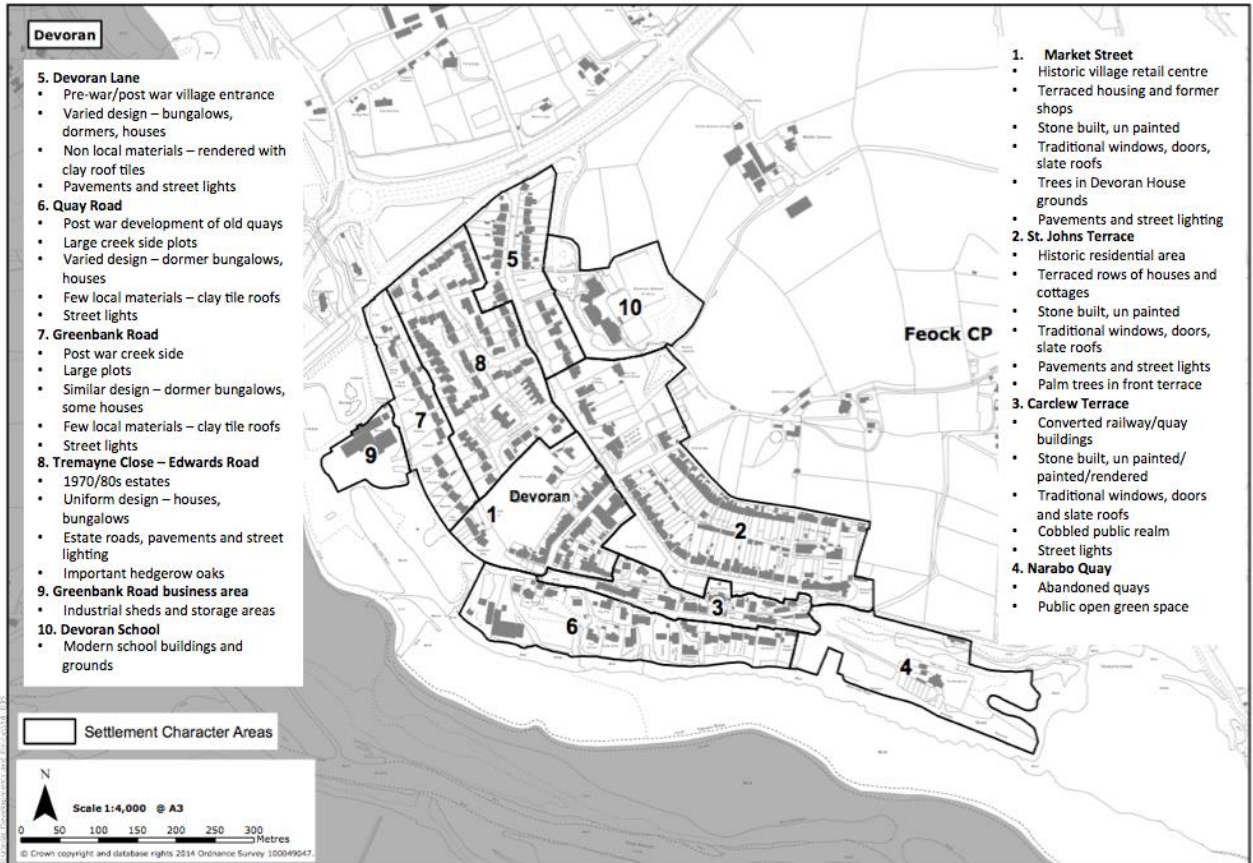 Devoran
5. Devoran Lane
• Pre-war/post war village entrance
• Varied design – bungalows,
dormers, houses
• Non local materials – rendered with
clay roof tiles
• Pavements and street lights
6. Quay Road
• Post war development of old quays
• Large creek side plots
• Varied design – dormer bungalows,
houses
• Few local materials – clay tile roofs
• Street lights
7. Greenbank Road
• Post war creek side
• Large plots
• Similar design – dormer bungalows,
some houses
• Few local materials – clay tile roofs
• Street lights
8. Tremayne Close – Edwards Road
• 1970/80s estates
• Uniform design – houses,
bungalows
• Estate roads, pavements and street
lighting
• Important hedgerow oaks
9. Greenbank Road business area
• Industrial sheds and storage areas
10. Devoran School
• Modern school buildings and
grounds
1. Market Street
• Historic village retail centre
• Terraced housing and former
shops
• Stone built, un painted
• Traditional windows, doors,
slate roofs
• Trees in Devoran House
grounds
• Pavements and street lighting
2. St. Johns Terrace
• Historic residential area
• Terraced rows of houses and
cottages
• Stone built, un painted
• Traditional windows, doors,
slate roofs
• Pavements and street lights
• Palm trees in front terrace
3. Carclew Terrace
• Converted railway/quay
buildings
• Stone built, un painted/
painted/rendered
• Traditional windows, doors
and slate roofs
• Cobbled public realm
• Street lights
4. Narabo Quay
• Abandoned quays
• Public open green space
5
10
Feock CP
8
7
9
Devoran
1
2
3
6
4
Settlement Character Areas
N
Scale 1:4,000 @ A3
0 50 100 150 200 250 300
Metres
© Crown copyright and database rights 2014 Ordnance Survey 100049047.